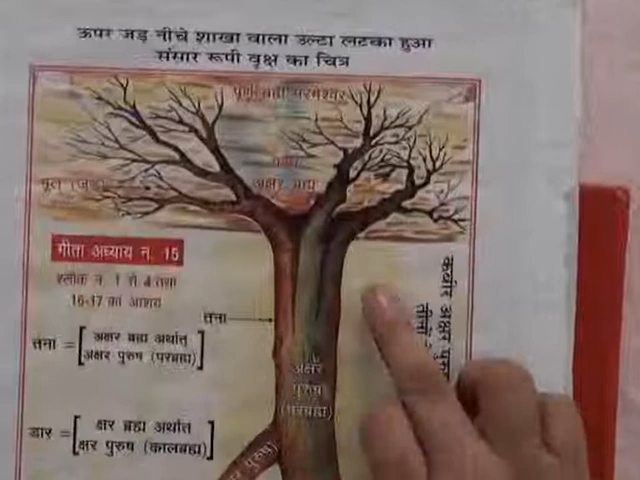 ऊपर जड़ नीचे शाखा वाला उल्टा लटका हुआ
संसार रूपी वृक्ष का चित्र
परमेश्वर
अक्षर ब्रह्म
मूल (जड़)
गीता अध्याय नं. 15
श्लोक नं. 1 से 4 तथा
16-17 का आशय
तना
तना = [अक्षर ब्रह्म अर्थात्
अक्षर पुरुष (परब्रह्म)]
अक्षर
पुरुष
(परब्रह्म)
डार = [क्षर ब्रह्म अर्थात्
क्षर पुरुष (कालब्रह्म)]
पुरुष)
कबीर अक्षर
तीनों